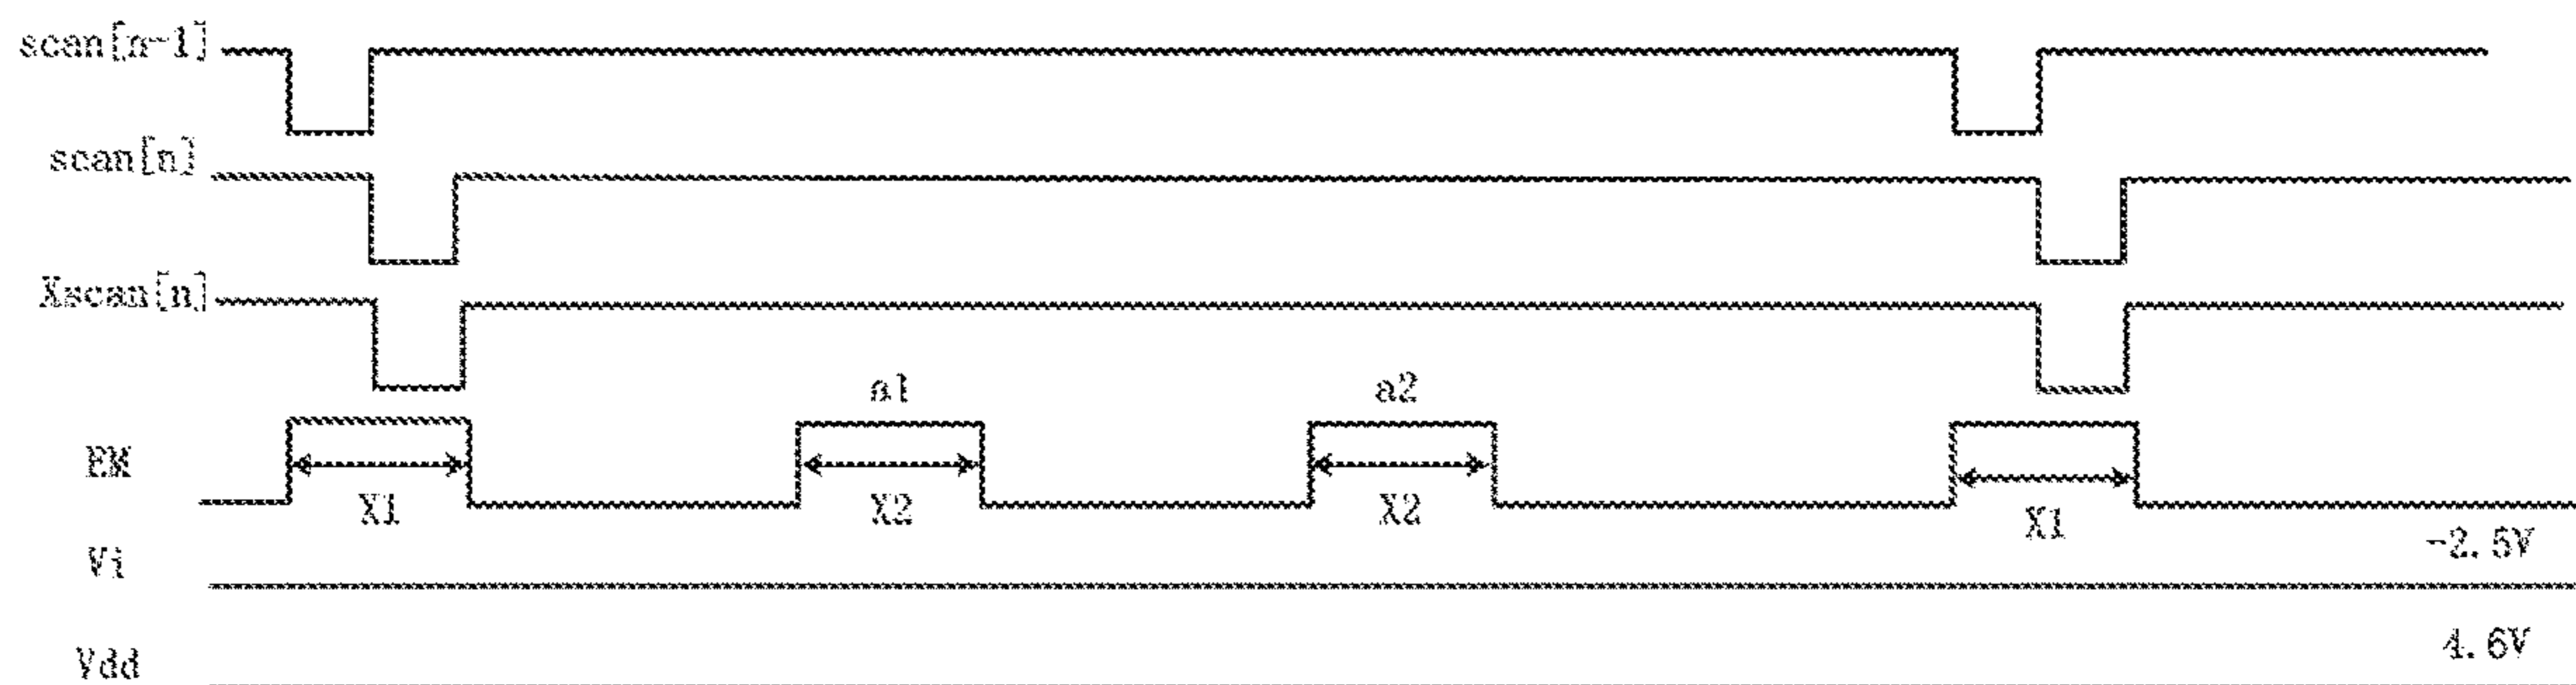 scan[n-1]
scan[n]
Xscan[n]
a1 a2
EM
X1 X2 X2 X1
Vi -2.5V
Vdd 4.6V